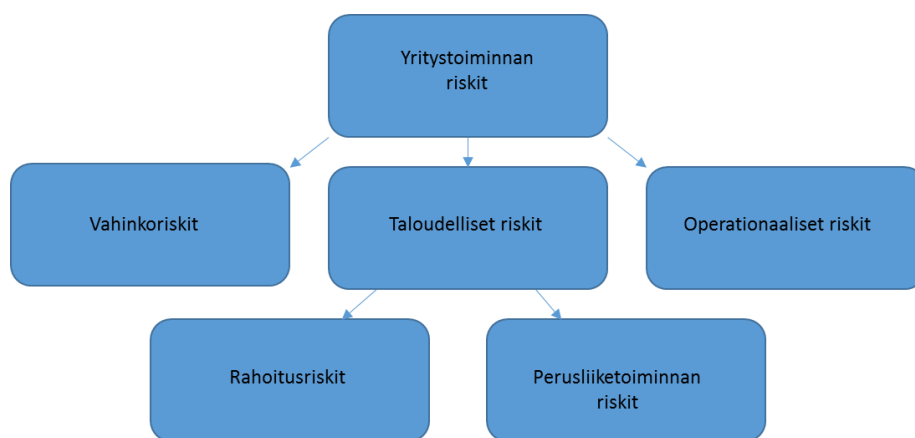 Yritystoiminnan
riskit
Vahinkoriskit
Taloudelliset riskit
Operationaaliset riskit
Rahoitusriskit
Perusliiketoiminnan
riskit